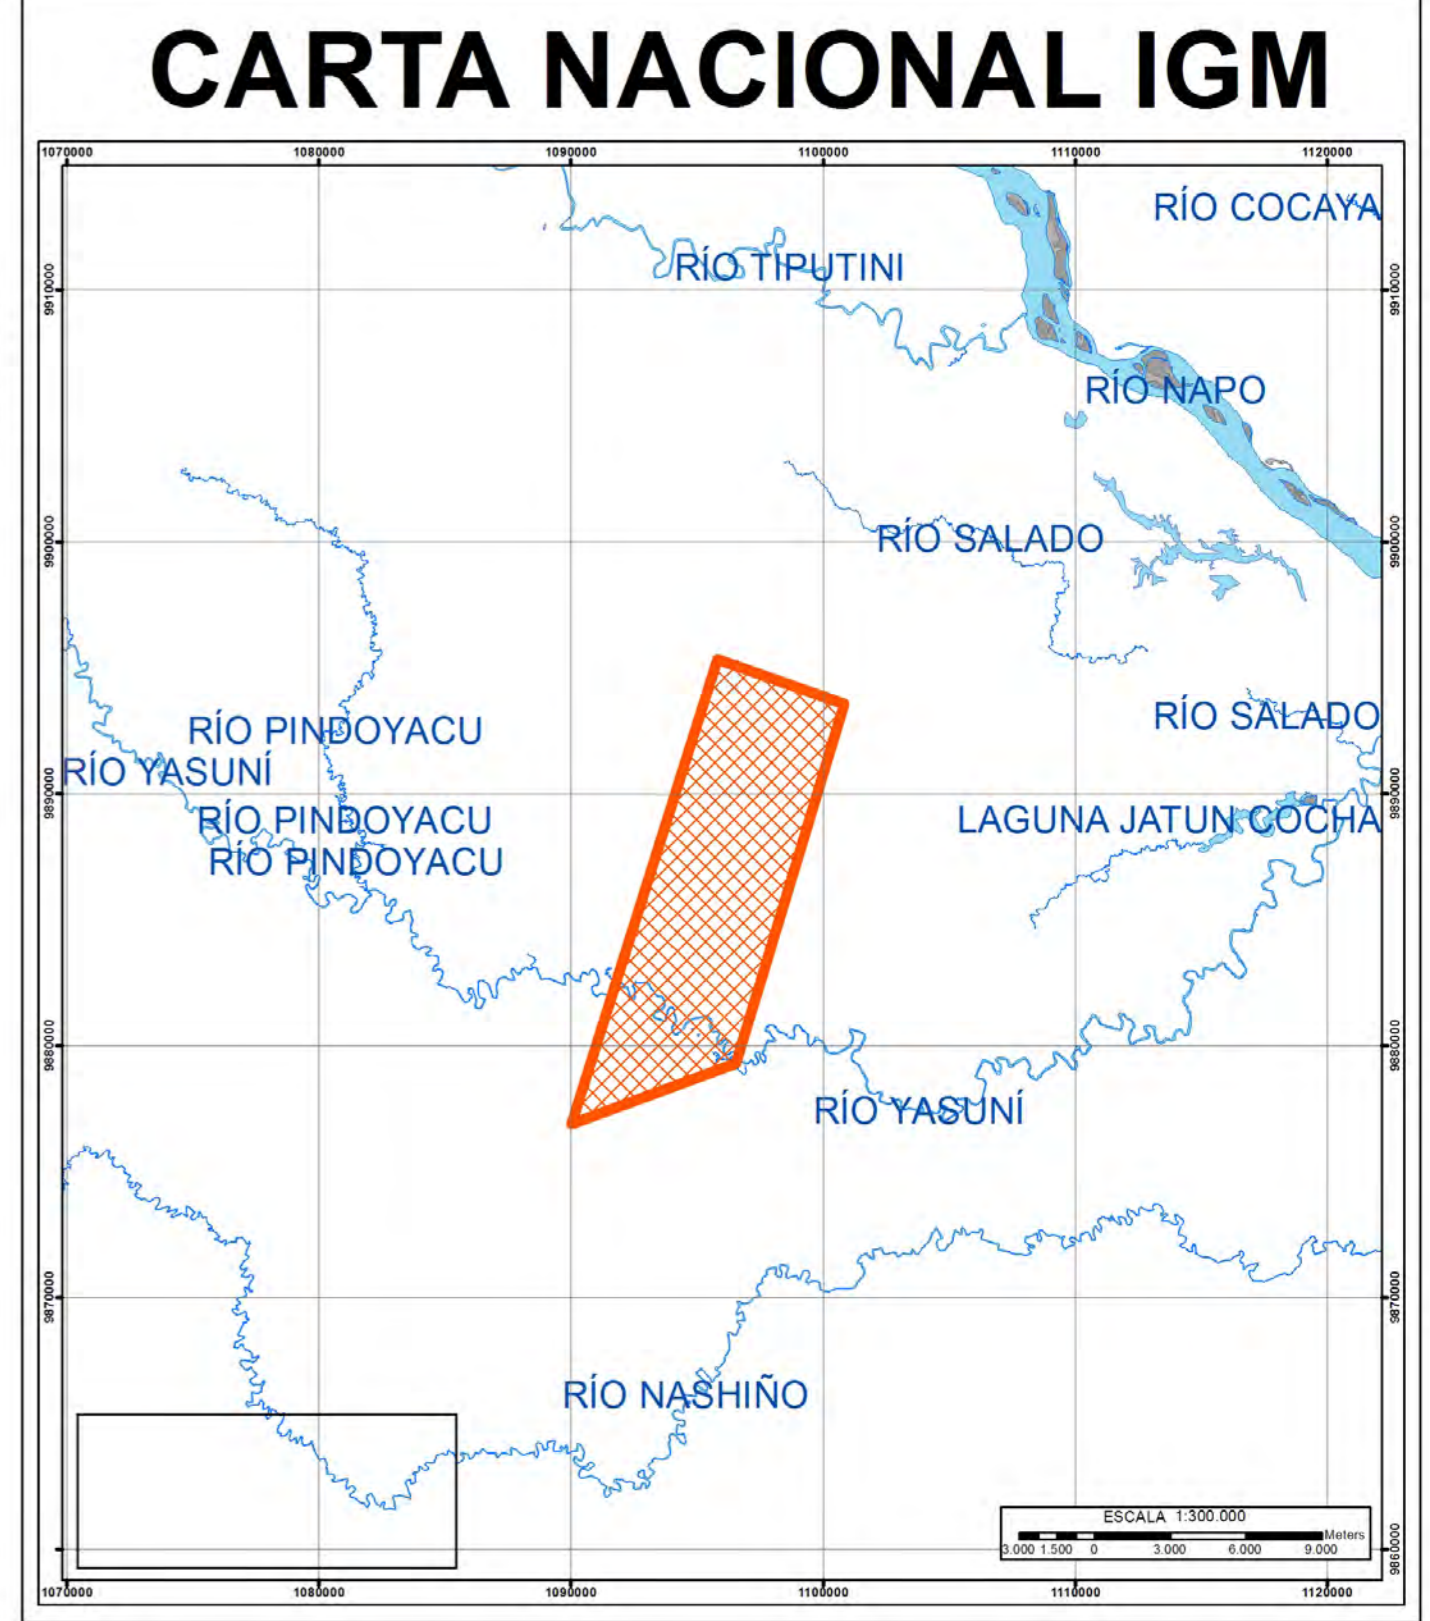 CARTA NACIONAL IGM
1070000 1080000 1090000 1100000 1110000 1120000
RÍO COCAYA
RÍO TIPUTINI
9910000 9910000
RÍO NAPO
RÍO SALADO
9900000 9900000
RÍO SALADO
RÍO PINDOYACU
RÍO YASUNÍ
9890000 9890000
RÍO PINDOYACU
LAGUNA JATUN COCHA
RÍO PINDOYACU
9880000 9880000
RÍO YASUNÍ
9870000 9870000
RÍO NASHIÑO
ESCALA 1:300.000
Meters
3.000 1.500 0 3.000 6.000 9.000
9860000
1070000 1080000 1090000 1100000 1110000 1120000